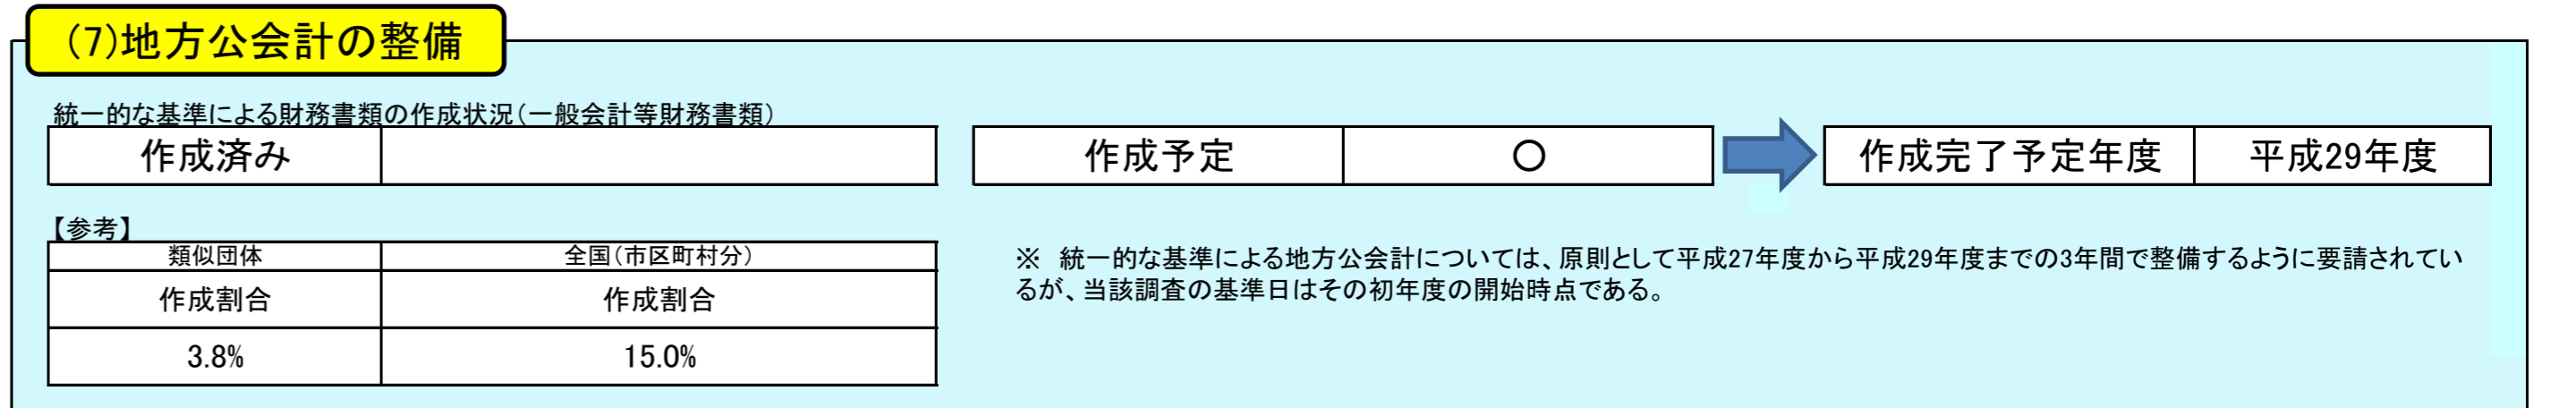 (7)地方公会計の整備
統一的な基準による財務書類の作成状況(一般会計等財務書類)
作成済み
作成予定 ○
作成完了予定年度 平成29年度
【参考】
類似団体 全国(市区町村分)
作成割合 作成割合
3.8% 15.0%
※ 統一的な基準による地方公会計については、原則として平成27年度から平成29年度までの3年間で整備するように要請されてい
るが、当該調査の基準日はその初年度の開始時点である。